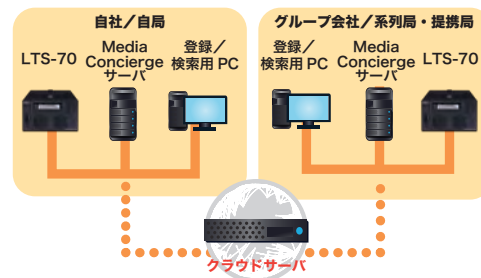 自社／自局
LTS-70
Media
Concierge
サーバ
登録／
検索用 PC
グループ会社／系列局・提携局
登録／
検索用 PC
Media
Concierge
サーバ
LTS-70
クラウドサーバ